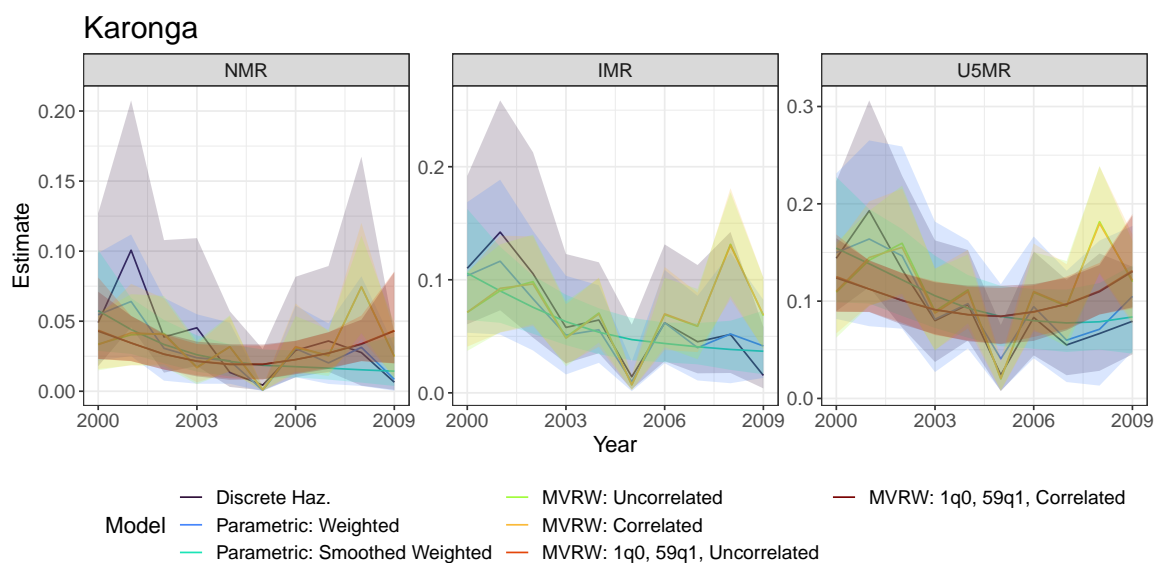 Karonga
NMR IMR U5MR
Estimate
0.20
0.15
0.10
0.05
0.00
0.2
0.1
0.0
0.3
0.2
0.1
0.0
2000 2003 2006 2009 2000 2003 2006 2009 2000 2003 2006 2009
Year
Model
Discrete Haz.
Parametric: Weighted
Parametric: Smoothed Weighted
MVRW: Uncorrelated
MVRW: Correlated
MVRW: 1q0, 59q1, Uncorrelated
MVRW: 1q0, 59q1, Correlated